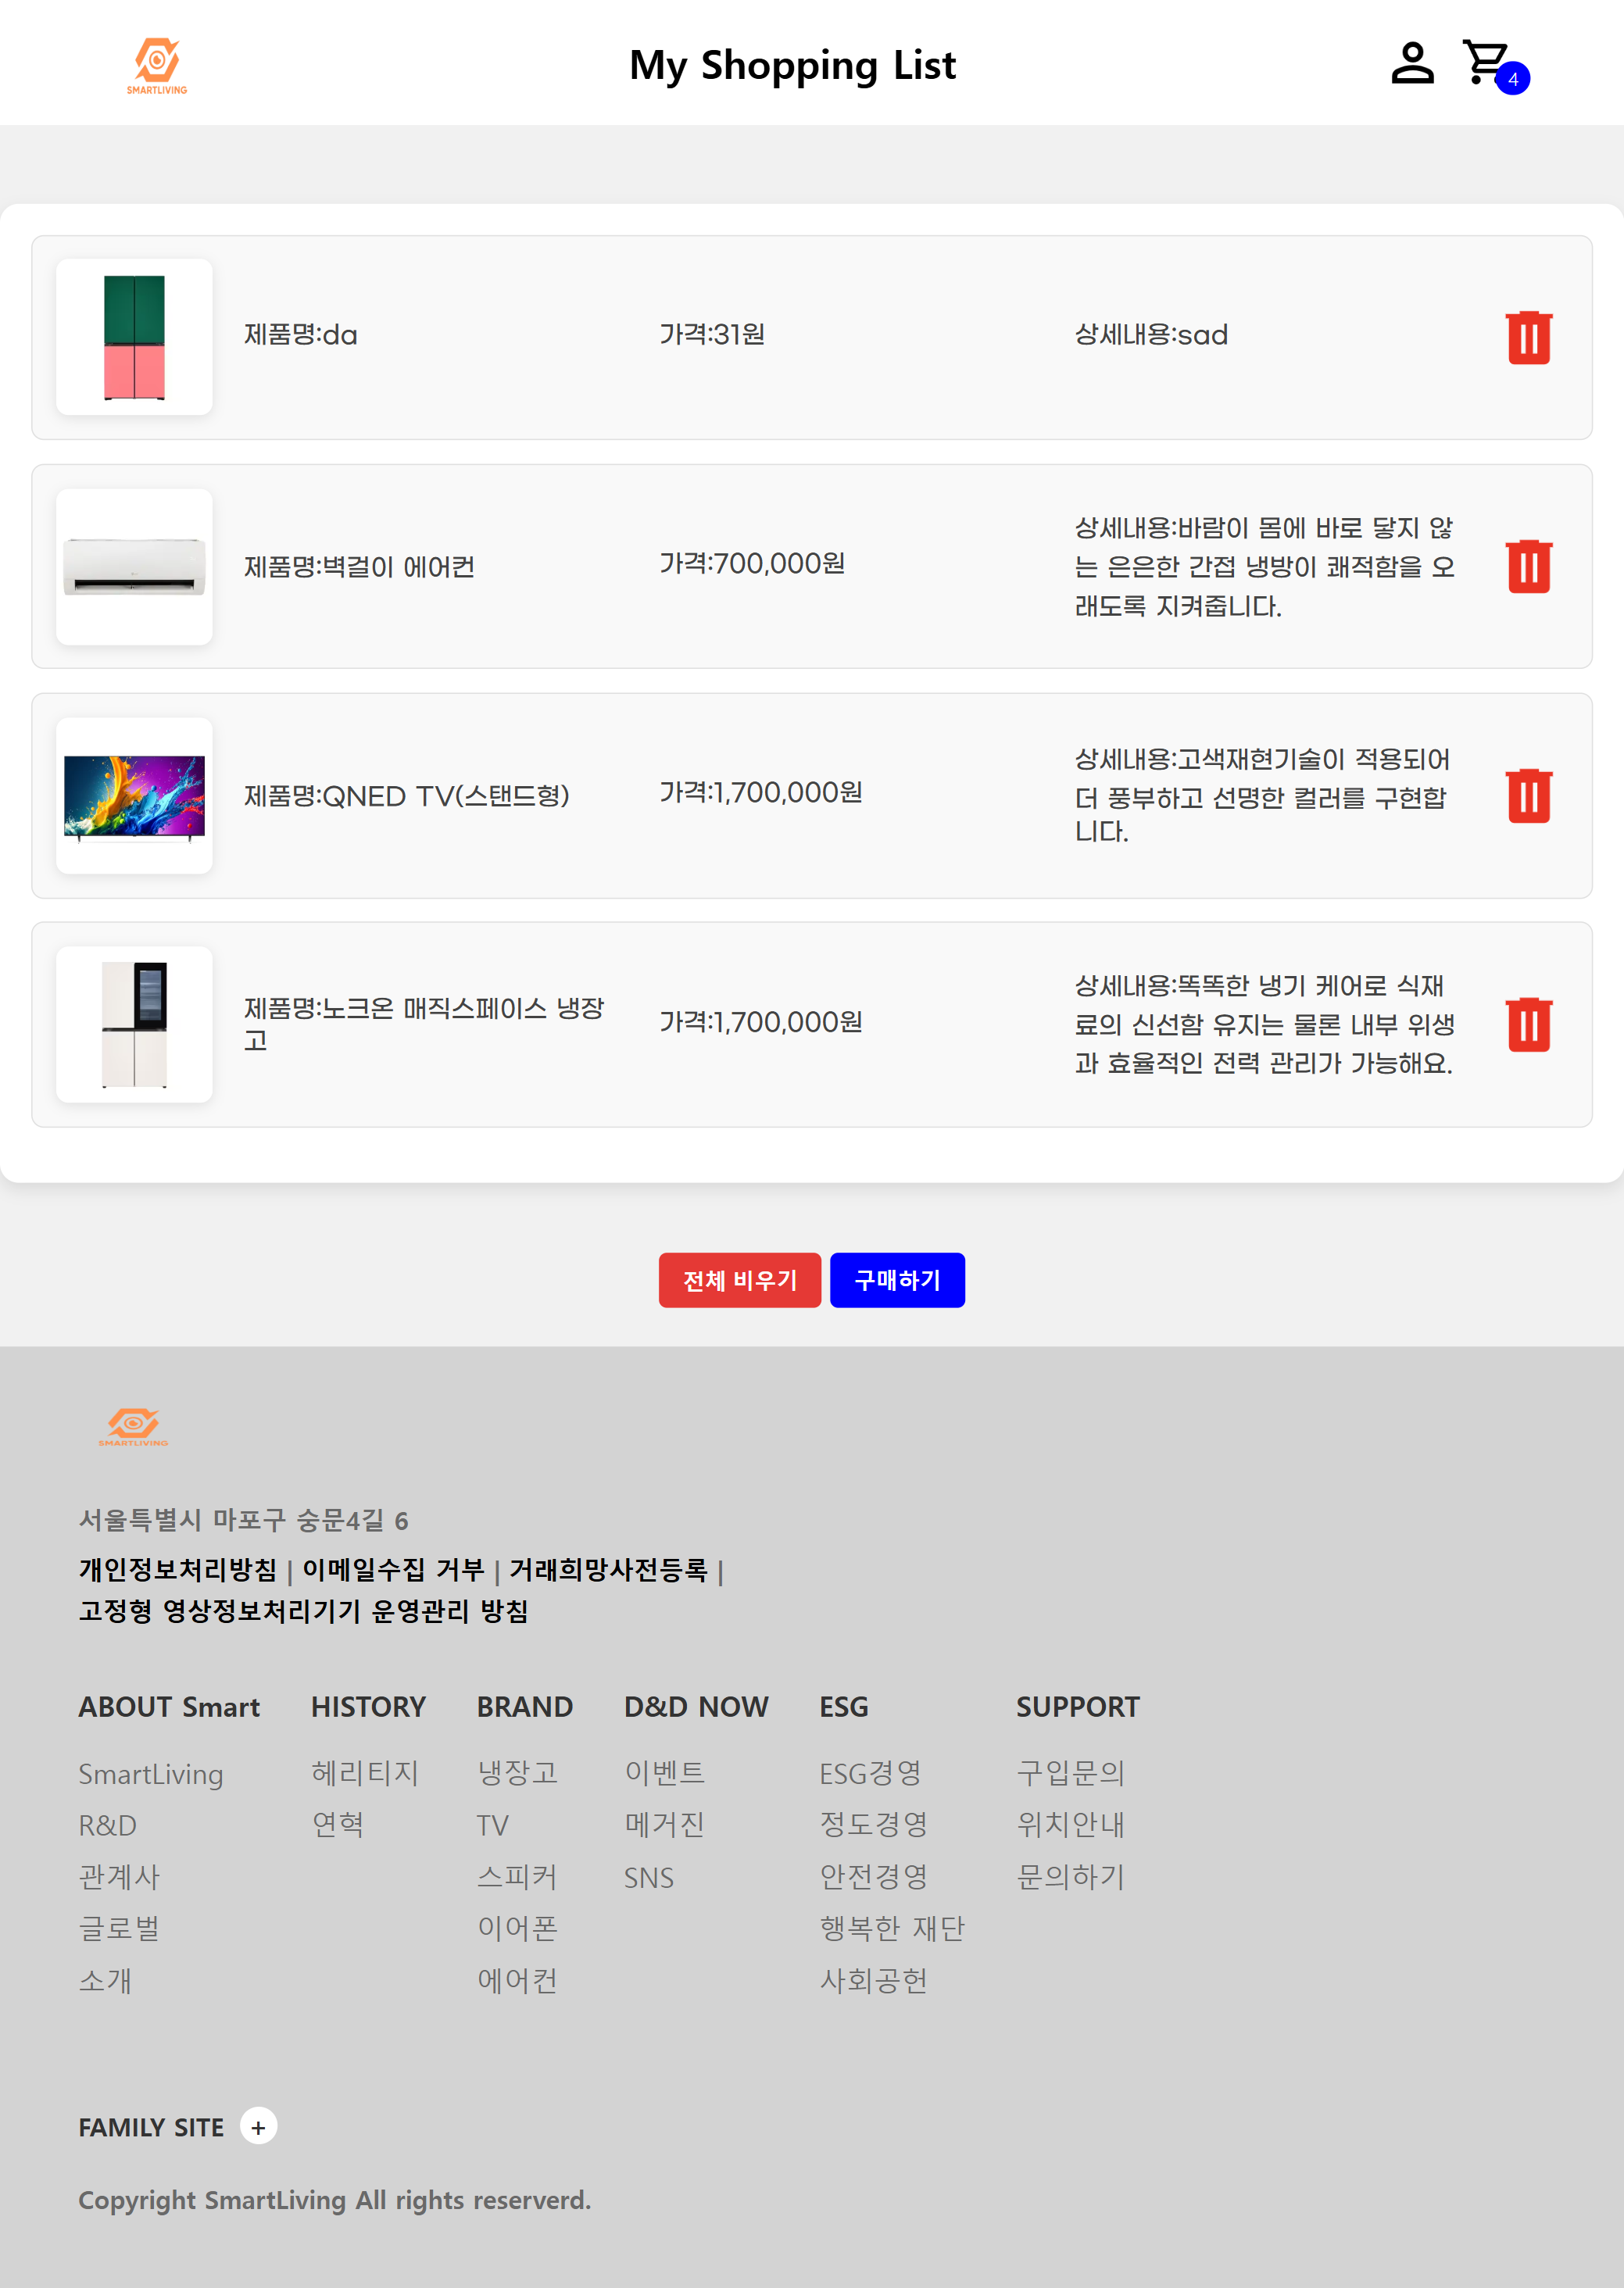 SMARTLIVING
My Shopping List
4
제품명:da
가격:31원
상세내용:sad
제품명:벽걸이 에어컨
가격:700,000원
상세내용:바람이 몸에 바로 닿지 않
는 은은한 간접 냉방이 쾌적함을 오
래도록 지켜줍니다.
제품명:QNED TV(스탠드형)
가격:1,700,000원
상세내용:고색재현기술이 적용되어
더 풍부하고 선명한 컬러를 구현합
니다.
제품명:노크온 매직스페이스 냉장
고
가격:1,700,000원
상세내용:똑똑한 냉기 케어로 식재
료의 신선함 유지는 물론 내부 위생
과 효율적인 전력 관리가 가능해요.
전체 비우기
구매하기
SMARTLIVING
서울특별시 마포구 숭문4길 6
개인정보처리방침 | 이메일수집 거부 | 거래희망사전등록 |
고정형 영상정보처리기기 운영관리 방침
ABOUT Smart
SmartLiving
R&D
관계사
글로벌
소개
HISTORY
헤리티지
연혁
BRAND
냉장고
TV
스피커
이어폰
에어컨
D&D NOW
이벤트
메거진
SNS
ESG
ESG경영
정도경영
안전경영
행복한 재단
사회공헌
SUPPORT
구입문의
위치안내
문의하기
FAMILY SITE +
Copyright SmartLiving All rights reserverd.